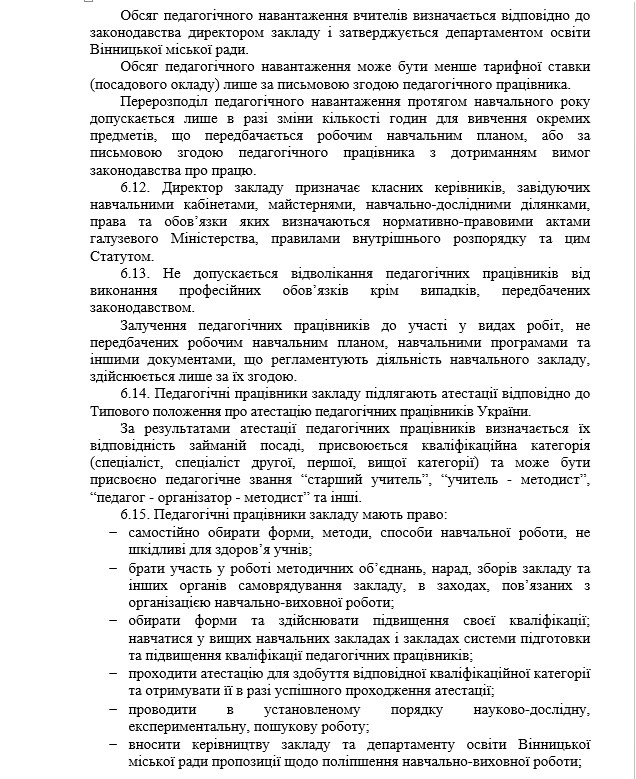 Обсяг педагогічного навантаження вчителів визначається відповідно до
законодавства директором закладу і затверджується департаментом освіти
Вінницької міської ради.
Обсяг педагогічного навантаження може бути менше тарифної ставки
(посадового окладу) лише за письмовою згодою педагогічного працівника.
Перерозподіл педагогічного навантаження протягом навчального року
допускається лише в разі зміни кількості годин для вивчення окремих
предметів, що передбачається робочим навчальним планом, або за
письмовою згодою педагогічного працівника з дотриманням вимог
законодавства про працю.
6.12. Директор закладу призначає класних керівників, завідуючих
навчальними кабінетами, майстернями, навчально-дослідними ділянками,
права та обов’язки яких визначаються нормативно-правовими актами
галузевого Міністерства, правилами внутрішнього розпорядку та цим
Статутом.
6.13. Не допускається відволікання педагогічних працівників від
виконання професійних обов’язків крім випадків, передбачених
законодавством.
Залучення педагогічних працівників до участі у видах робіт, не
передбачених робочим навчальним планом, навчальними програмами та
іншими документами, що регламентують діяльність навчального закладу,
здійснюється лише за їх згодою.
6.14. Педагогічні працівники закладу підлягають атестації відповідно до
Типового положення про атестацію педагогічних працівників України.
За результатами атестації педагогічних працівників визначається їх
відповідність займаній посаді, присвоюється кваліфікаційна категорія
(спеціаліст, спеціаліст другої, першої, вищої категорії) та може бути
присвоєно педагогічне звання “старший учитель”, “учитель - методист”,
“педагог - організатор - методист” та інші.
6.15. Педагогічні працівники закладу мають право:
– самостійно обирати форми, методи, способи навчальної роботи, не
шкідливі для здоров’я учнів;
– брати участь у роботі методичних об’єднань, нарад, зборів закладу та
інших органів самоврядування закладу, в заходах, пов’язаних з
організацією навчально-виховної роботи;
– обирати форми та здійснювати підвищення своєї кваліфікації;
навчатися у вищих навчальних закладах і закладах системи підготовки
та підвищення кваліфікації педагогічних працівників;
– проходити атестацію для здобуття відповідної кваліфікаційної категорії
та отримувати її в разі успішного проходження атестації;
– проводити в установленому порядку науково-дослідну,
експериментальну, пошукову роботу;
– вносити керівництву закладу та департаменту освіти Вінницької
міської ради пропозиції щодо поліпшення навчально-виховної роботи;